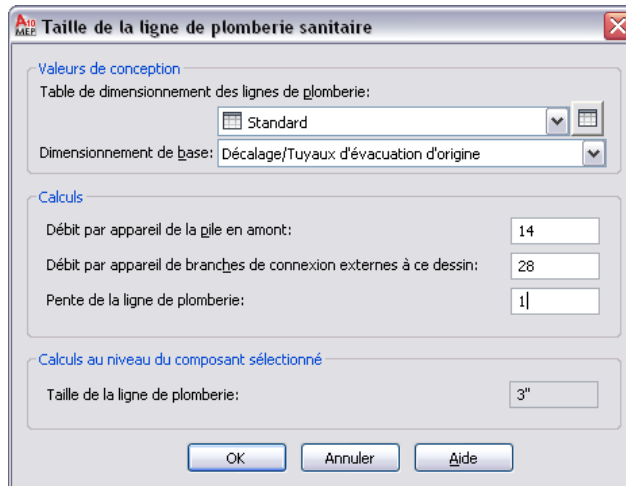 A10 MEP Taille de la ligne de plomberie sanitaire
Valeurs de conception
Table de dimensionnement des lignes de plomberie:
Standard
Dimensionnement de base: Décalage/Tuyaux d'évacuation d'origine
Calculs
Débit par appareil de la pile en amont: 14
Débit par appareil de branches de connexion externes à ce dessin: 28
Pente de la ligne de plomberie: 1
Calculs au niveau du composant sélectionné
Taille de la ligne de plomberie: 3"
OK Annuler Aide